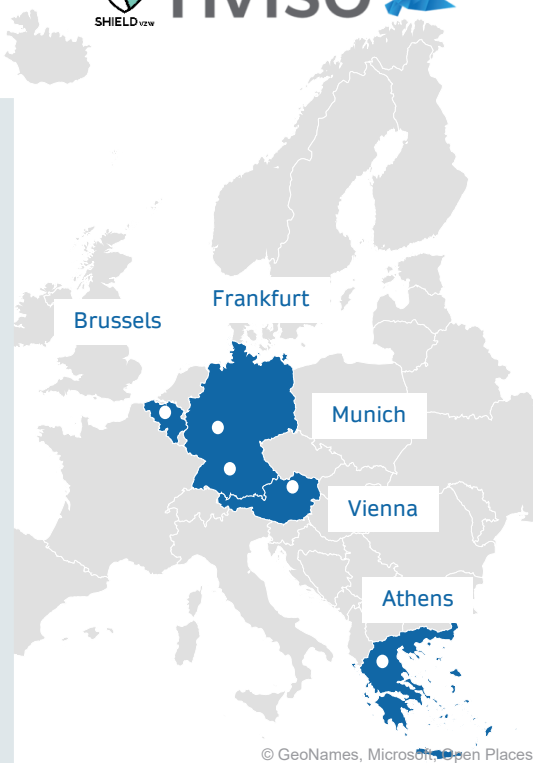 SHIELD vzw
Frankfurt
Brussels
Munich
Vienna
Athens
© GeoNames, Microsoft, Open Places